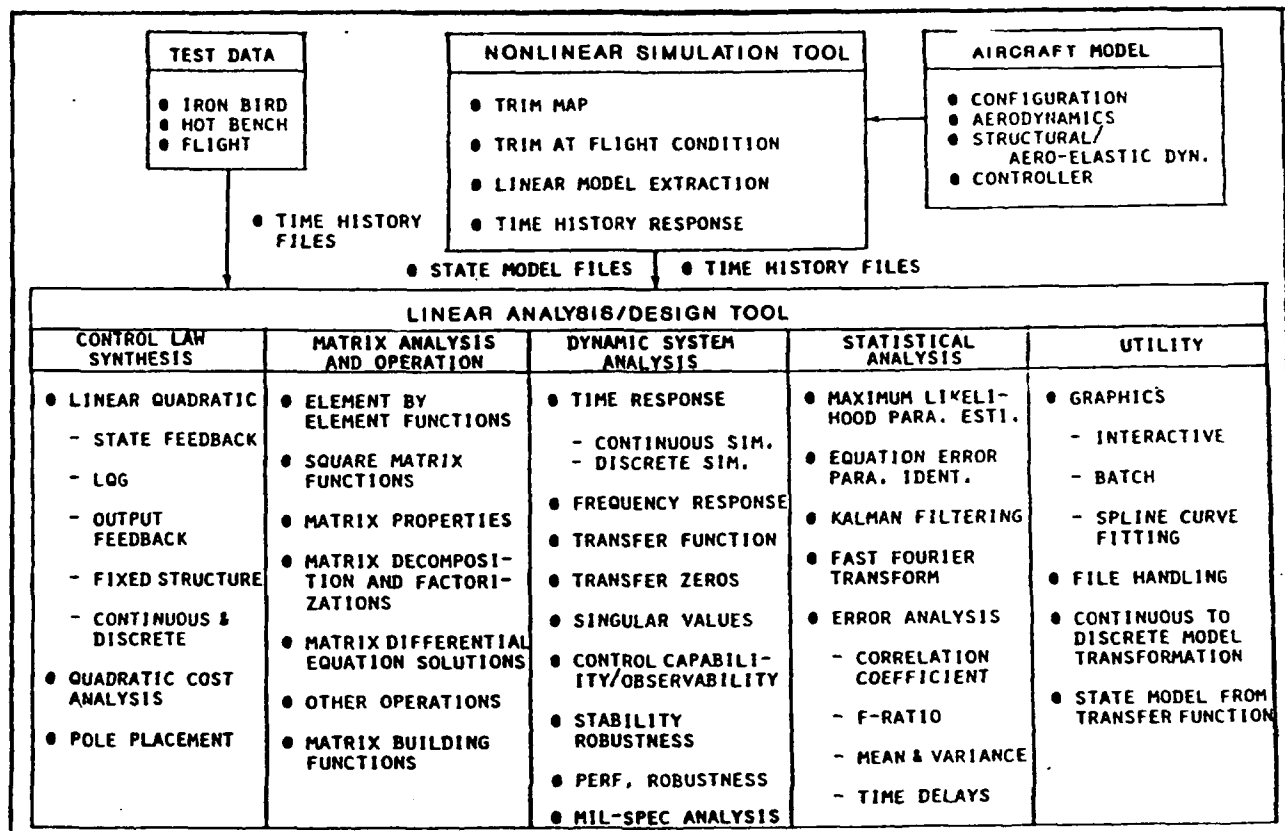 TEST DATA
● IRON BIRD
● HOT BENCH
● FLIGHT
NONLINEAR SIMULATION TOOL
● TRIM MAP
● TRIM AT FLIGHT CONDITION
● LINEAR MODEL EXTRACTION
● TIME HISTORY RESPONSE
AIRCRAFT MODEL
● CONFIGURATION
● AERODYNAMICS
● STRUCTURAL/
AERO-ELASTIC DYN.
● CONTROLLER
● TIME HISTORY
FILES
● STATE MODEL FILES
● TIME HISTORY FILES
LINEAR ANALYSIS/DESIGN TOOL
CONTROL LAW
SYNTHESIS
● LINEAR QUADRATIC
- STATE FEEDBACK
- LQG
- OUTPUT
FEEDBACK
- FIXED STRUCTURE
- CONTINUOUS &
DISCRETE
● QUADRATIC COST
ANALYSIS
● POLE PLACEMENT
MATRIX ANALYSIS
AND OPERATION
● ELEMENT BY
ELEMENT FUNCTIONS
● SQUARE MATRIX
FUNCTIONS
● MATRIX PROPERTIES
● MATRIX DECOMPOSI-
TION AND FACTORI-
ZATIONS
● MATRIX DIFFERENTIAL
EQUATION SOLUTIONS
● OTHER OPERATIONS
● MATRIX BUILDING
FUNCTIONS
DYNAMIC SYSTEM
ANALYSIS
● TIME RESPONSE
- CONTINUOUS SIM.
- DISCRETE SIM.
● FREQUENCY RESPONSE
● TRANSFER FUNCTION
● TRANSFER ZEROS
● SINGULAR VALUES
● CONTROL CAPABIL-
ITY/OBSERVABILITY
● STABILITY
ROBUSTNESS
● PERF. ROBUSTNESS
● MIL-SPEC ANALYSIS
STATISTICAL
ANALYSIS
● MAXIMUM LIKELI-
HOOD PARA. ESTI.
● EQUATION ERROR
PARA. IDENT.
● KALMAN FILTERING
● FAST FOURIER
TRANSFORM
● ERROR ANALYSIS
- CORRELATION
COEFFICIENT
- F-RATIO
- MEAN & VARIANCE
- TIME DELAYS
UTILITY
● GRAPHICS
- INTERACTIVE
- BATCH
- SPLINE CURVE
FITTING
● FILE HANDLING
● CONTINUOUS TO
DISCRETE MODEL
TRANSFORMATION
● STATE MODEL FROM
TRANSFER FUNCTION